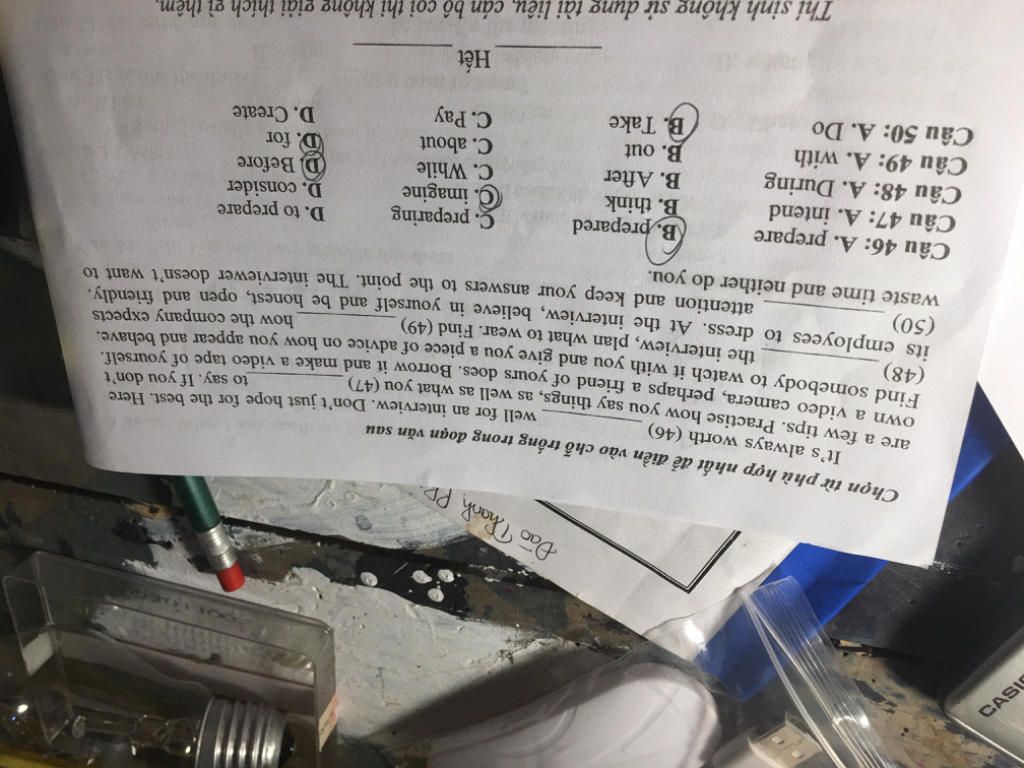 Chọn từ phù hợp nhất để điền vào chỗ trống trong đoạn văn sau
It's always worth (46) __________ well for an interview. Don't just hope for the best. Here
are a few tips. Practise how you say things, as well as what you (47) __________ to say. If you don't
own a video camera, perhaps a friend of yours does. Borrow it and make a video tape of yourself.
Find somebody to watch it with you and give you a piece of advice on how you appear and behave.
(48) __________ the interview, plan what to wear. Find (49) __________ how the company expects
its employees to dress. At the interview, believe in yourself and be honest, open and friendly.
(50) __________ attention and keep your answers to the point. The interviewer doesn't want to
waste time and neither do you.
Câu 46: A. prepare B. prepared C. preparing D. to prepare
Câu 47: A. intend B. think C. imagine D. consider
Câu 48: A. During B. After C. While D. Before
Câu 49: A. with B. out C. about D. for
Câu 50: A. Do B. Take C. Pay D. Create
__________ Hết __________
Thí sinh không sử dụng tài liệu, cán bộ coi thi không giải thích gì thêm.
Đào Thanh
CASIO